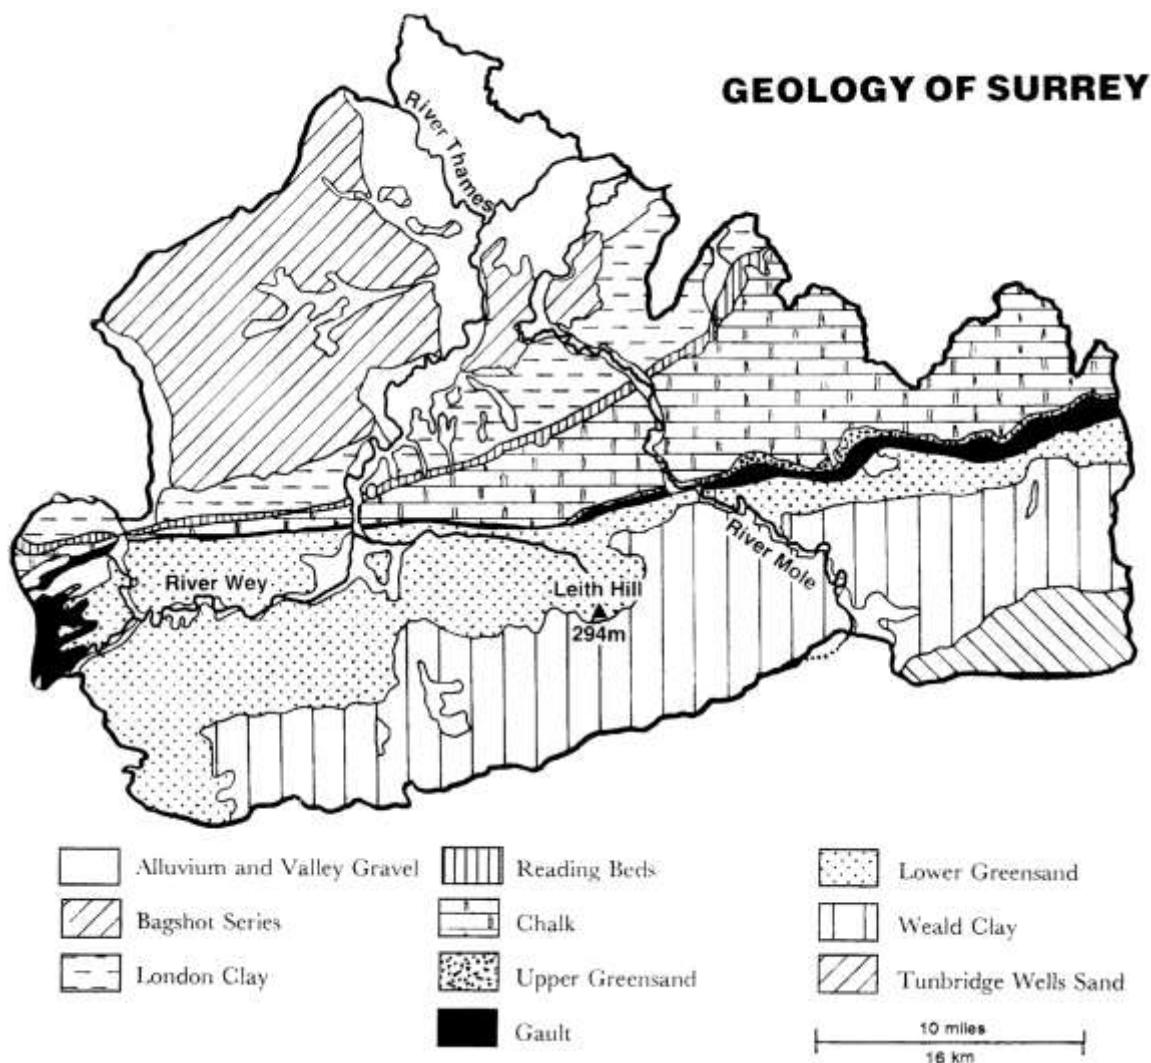 GEOLOGY OF SURREY
River Thames
River Wey
Leith Hill
294m
River Mole
Alluvium and Valley Gravel
Bagshot Series
London Clay
Reading Beds
Chalk
Upper Greensand
Gault
Lower Greensand
Weald Clay
Tunbridge Wells Sand
10 miles
16 km